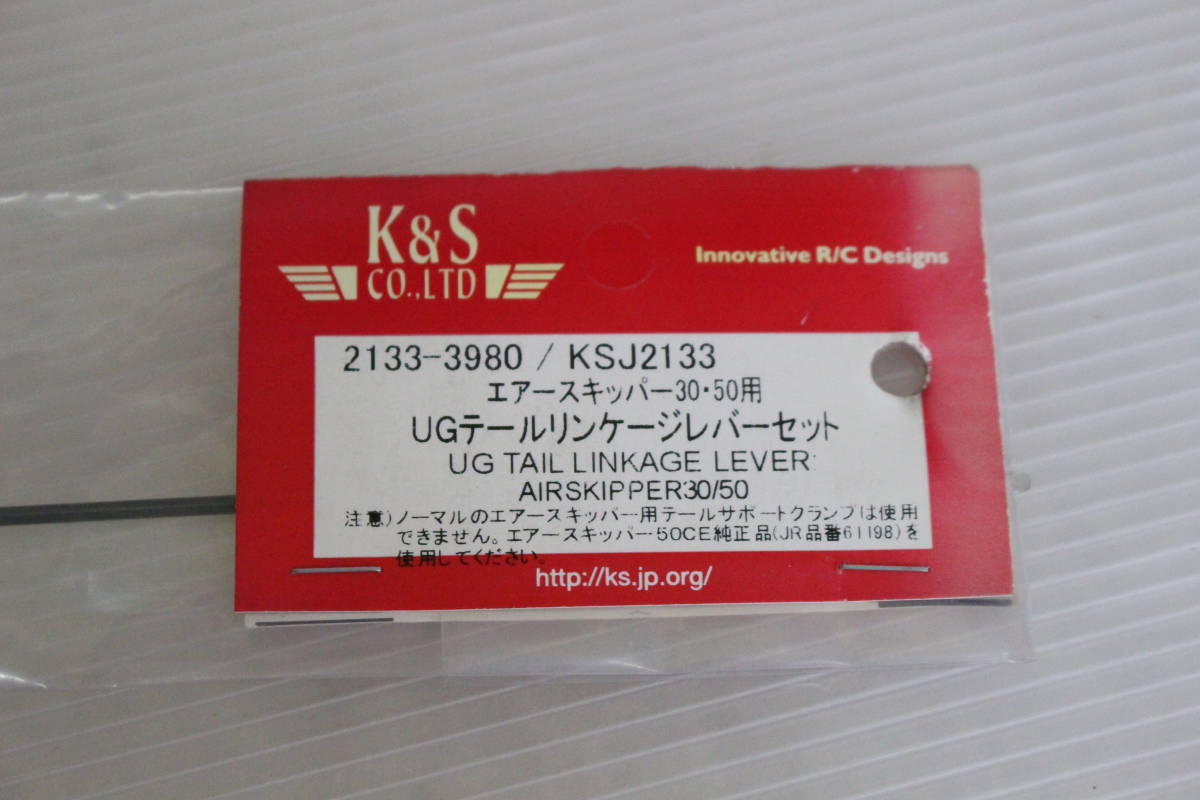 K&S
CO.,LTD
Innovative R/C Designs
2133-3980 / KSJ2133
エアースキッパー30・50用
UGテールリンケージレバーセット
UG TAIL LINKAGE LEVER:
AIRSKIPPER30/50
注意)ノーマルのエアースキッパー用テールサポートクランプは使用
できません。エアースキッパー50CE純正品(JR品番61198)を
使用してください。
http://ks.jp.org/